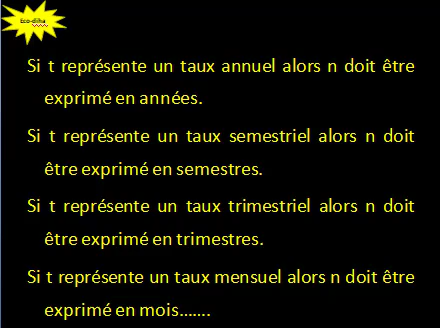 Eco-dilha
Si t représente un taux annuel alors n doit être
exprimé en années.
Si t représente un taux semestriel alors n doit
être exprimé en semestres.
Si t représente un taux trimestriel alors n doit
être exprimé en trimestres.
Si t représente un taux mensuel alors n doit être
exprimé en mois.......